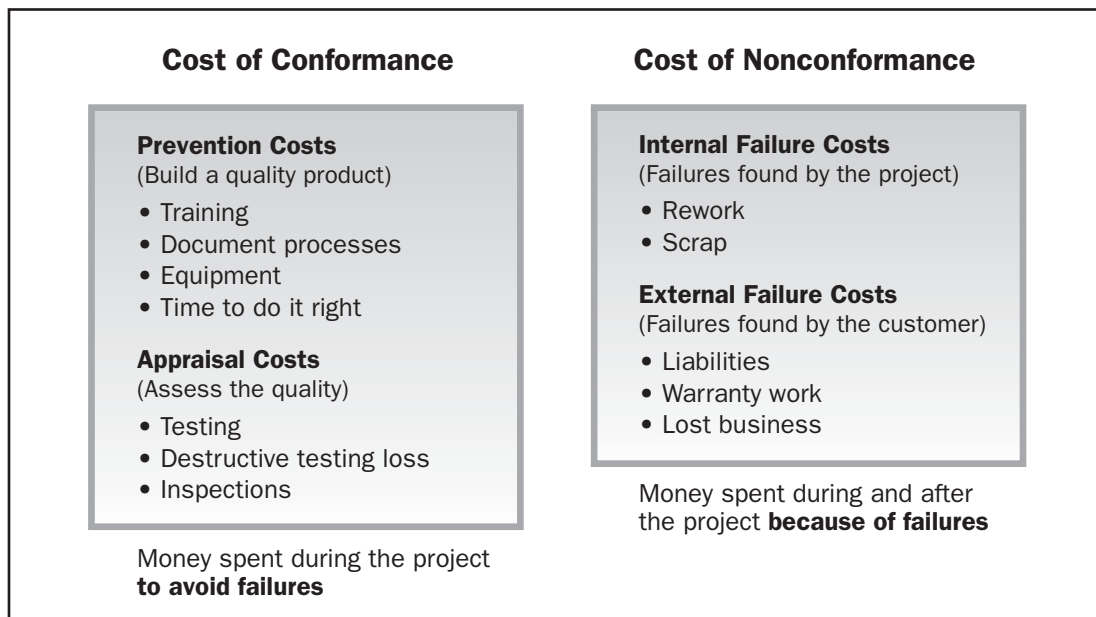 Cost of Conformance
Prevention Costs
(Build a quality product)
• Training
• Document processes
• Equipment
• Time to do it right
Appraisal Costs
(Assess the quality)
• Testing
• Destructive testing loss
• Inspections
Money spent during the project
to avoid failures
Cost of Nonconformance
Internal Failure Costs
(Failures found by the project)
• Rework
• Scrap
External Failure Costs
(Failures found by the customer)
• Liabilities
• Warranty work
• Lost business
Money spent during and after
the project because of failures